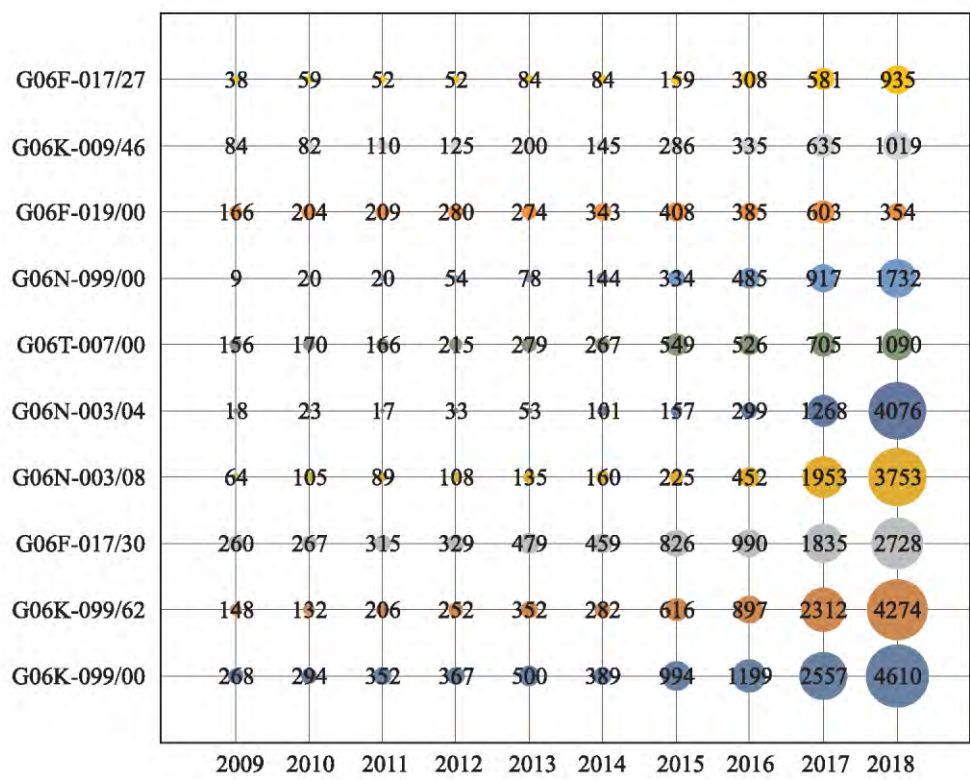 G06F-017/27 38 59 52 52 84 84 159 308 581 935
G06K-009/46 84 82 110 125 200 145 286 335 635 1019
G06F-019/00 166 204 209 280 274 343 408 385 603 354
G06N-099/00 9 20 20 54 78 144 334 485 917 1732
G06T-007/00 156 170 166 215 279 267 549 526 705 1090
G06N-003/04 18 23 17 33 53 101 157 299 1268 4076
G06N-003/08 64 105 89 108 135 160 225 452 1953 3753
G06F-017/30 260 267 315 329 479 459 826 990 1835 2728
G06K-099/62 148 132 206 252 352 282 616 897 2312 4274
G06K-099/00 268 294 352 367 500 389 994 1199 2557 4610
2009 2010 2011 2012 2013 2014 2015 2016 2017 2018